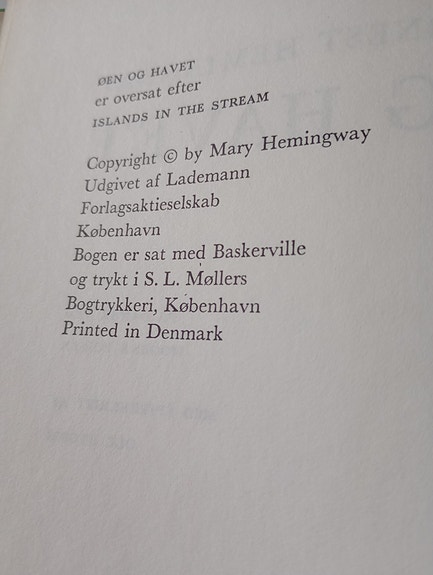 ØEN OG HAVET
er oversat efter
ISLANDS IN THE STREAM
Copyright © by Mary Hemingway
Udgivet af Lademann
Forlagsaktieselskab
København
Bogen er sat med Baskerville
og trykt i S. L. Møllers
Bogtrykkeri, København
Printed in Denmark